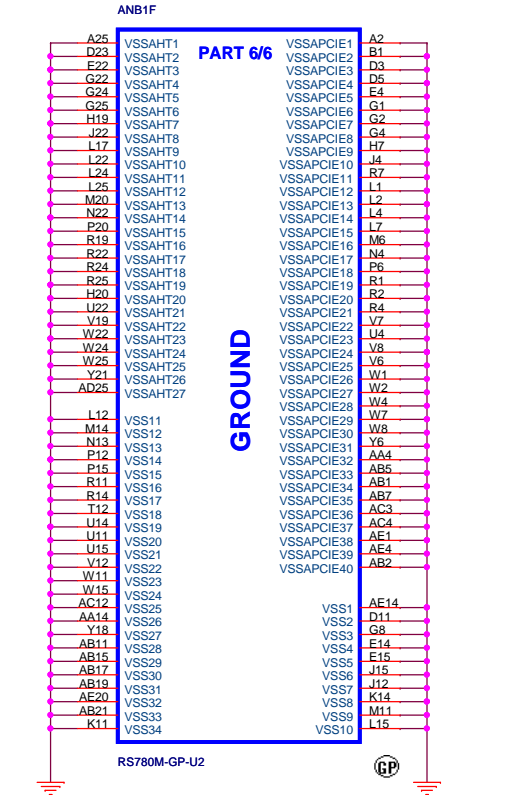 ANB1F
PART 6/6
A25 VSSAHT1 VSSAPCIE1 A2
D23 VSSAHT2 VSSAPCIE2 B1
E22 VSSAHT3 VSSAPCIE3 D3
G22 VSSAHT4 VSSAPCIE4 D5
G24 VSSAHT5 VSSAPCIE5 E4
G25 VSSAHT6 VSSAPCIE6 G1
H19 VSSAHT7 VSSAPCIE7 G2
J22 VSSAHT8 VSSAPCIE8 G4
L17 VSSAHT9 VSSAPCIE9 H7
L22 VSSAHT10 VSSAPCIE10 J4
L24 VSSAHT11 VSSAPCIE11 R7
L25 VSSAHT12 VSSAPCIE12 L1
M20 VSSAHT13 VSSAPCIE13 L2
N22 VSSAHT14 VSSAPCIE14 L4
P20 VSSAHT15 VSSAPCIE15 L7
R19 VSSAHT16 VSSAPCIE16 M6
R22 VSSAHT17 VSSAPCIE17 N4
R24 VSSAHT18 VSSAPCIE18 P6
R25 VSSAHT19 VSSAPCIE19 R1
H20 VSSAHT20 VSSAPCIE20 R2
U22 VSSAHT21 VSSAPCIE21 R4
V19 VSSAHT22 VSSAPCIE22 V7
W22 VSSAHT23 VSSAPCIE23 U4
W24 VSSAHT24 VSSAPCIE24 V8
W25 VSSAHT25 VSSAPCIE25 V6
Y21 VSSAHT26 VSSAPCIE26 W1
AD25 VSSAHT27 VSSAPCIE27 W2
VSSAPCIE28 W4
L12 VSS11 VSSAPCIE29 W7
M14 VSS12 VSSAPCIE30 W8
N13 VSS13 VSSAPCIE31 Y6
P12 VSS14 VSSAPCIE32 AA4
P15 VSS15 VSSAPCIE33 AB5
R11 VSS16 VSSAPCIE34 AB1
R14 VSS17 VSSAPCIE35 AB7
T12 VSS18 VSSAPCIE36 AC3
U14 VSS19 VSSAPCIE37 AC4
U11 VSS20 VSSAPCIE38 AE1
U15 VSS21 VSSAPCIE39 AE4
V12 VSS22 VSSAPCIE40 AB2
W11 VSS23
W15 VSS24
AC12 VSS25 VSS1 AE14
AA14 VSS26 VSS2 D11
Y18 VSS27 VSS3 G8
AB11 VSS28 VSS4 E14
AB15 VSS29 VSS5 E15
AB17 VSS30 VSS6 J15
AB19 VSS31 VSS7 J12
AE20 VSS32 VSS8 K14
AB21 VSS33 VSS9 M11
K11 VSS34 VSS10 L15
GROUND
RS780M-GP-U2
GP